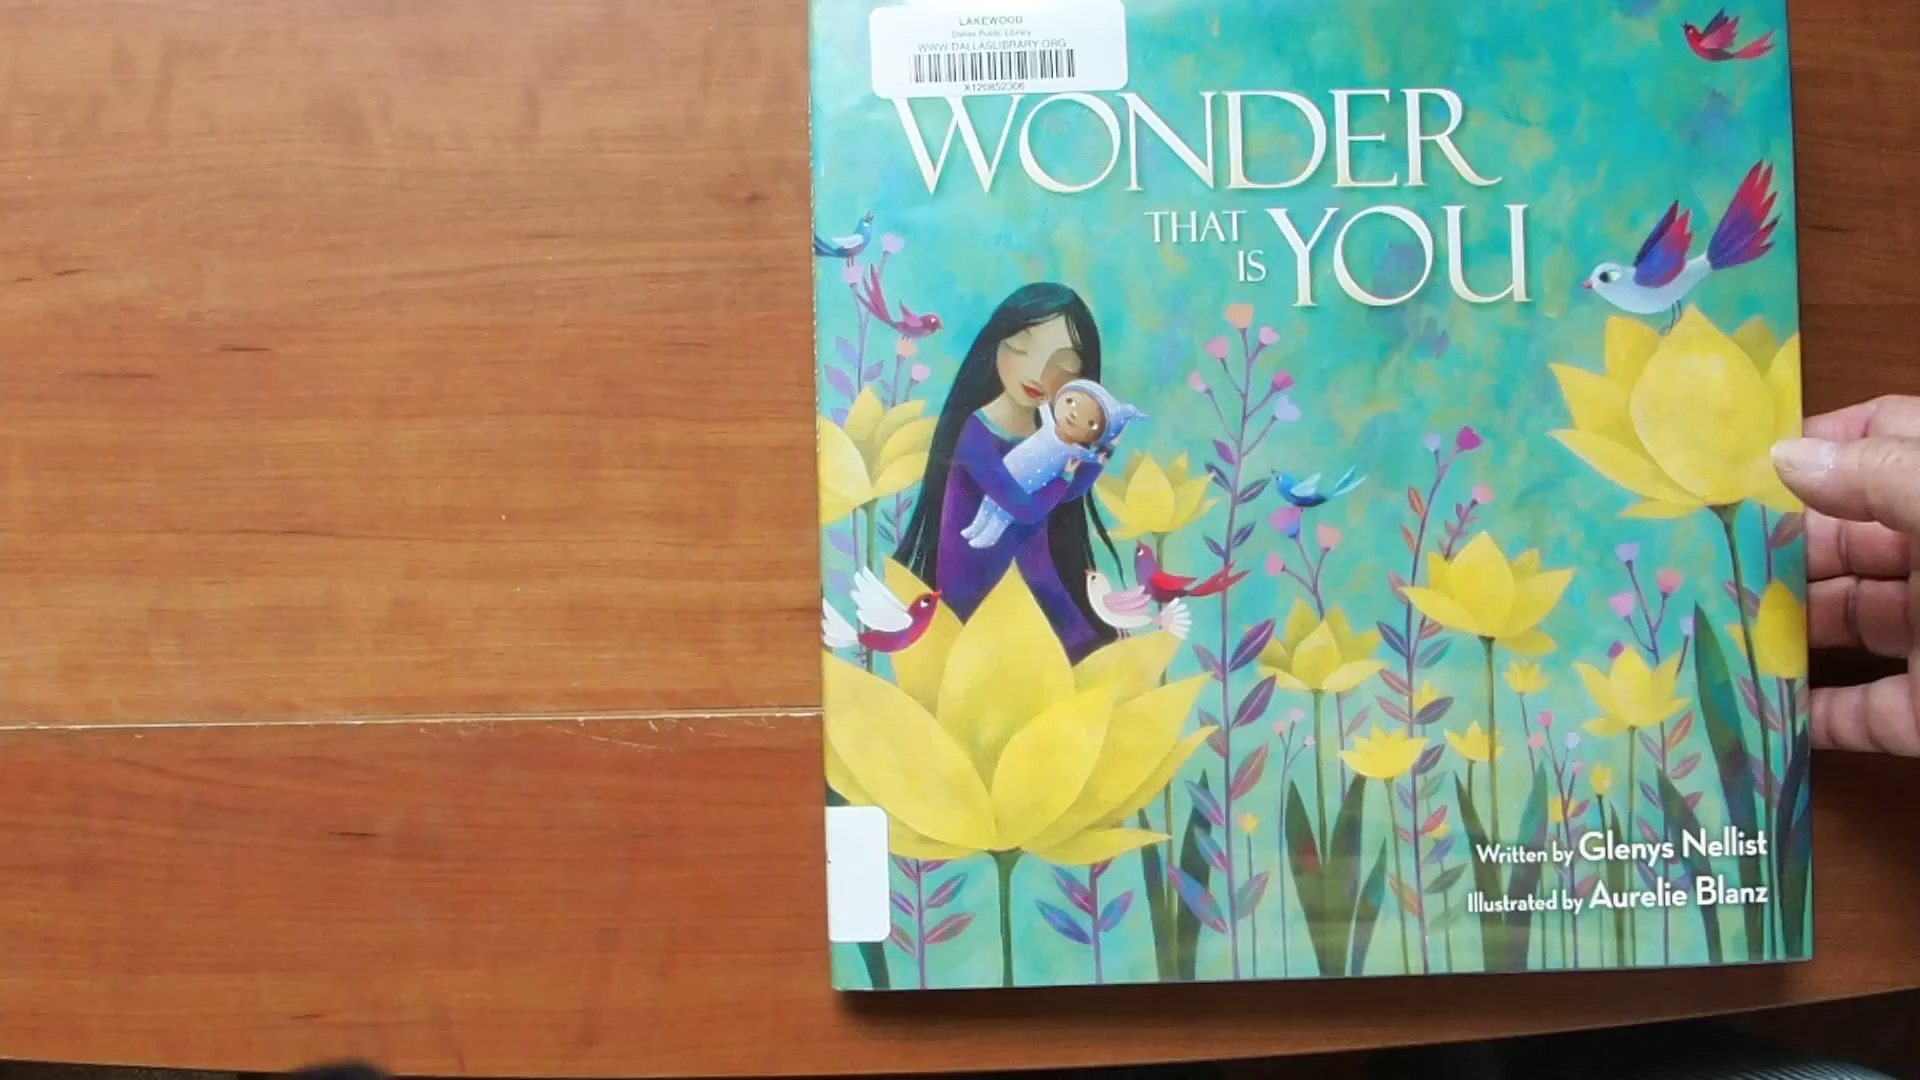 LAKEWOOD
Dallas Public Library
WWW.DALLASLIBRARY.ORG
X120852306
WONDER
THAT
IS YOU
Written by Glenys Nellist
Illustrated by Aurelie Blanz